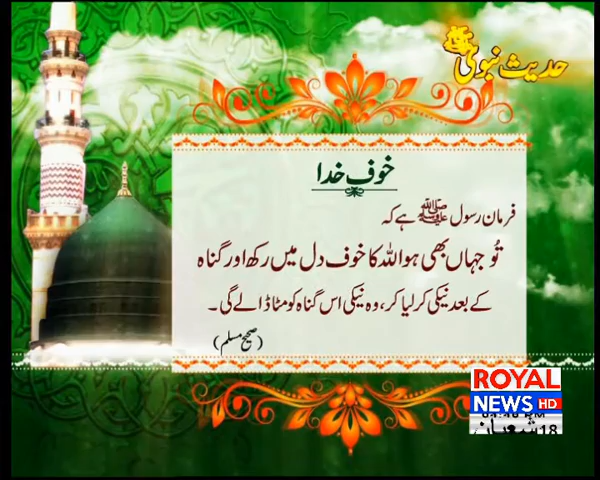 حدیث نبوی ﷺ
خوفِ خدا
فرمان رسول ﷺ ہے کہ
تُو جہاں بھی ہو اللہ کا خوف دل میں رکھ اور گناہ
کے بعد نیکی کر لیا کر، وہ نیکی اس گناہ کو مٹا ڈالے گی۔
(صحیح مسلم)
ROYAL
NEWS HD
شعبان 18